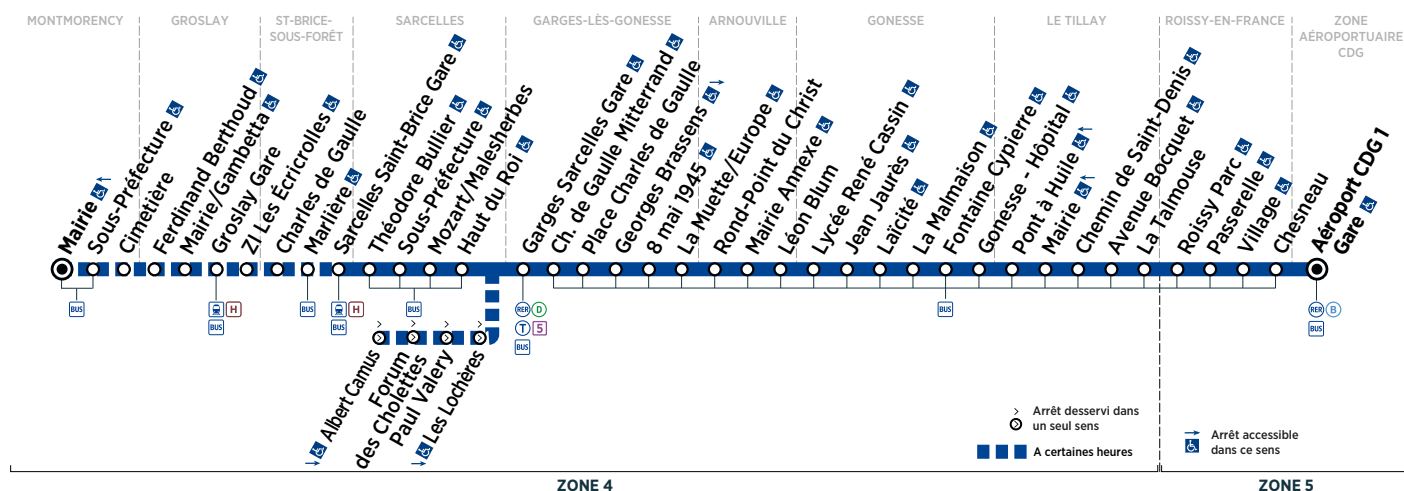 MONTMORENCY
GROSLAY
ST-BRICE-
SOUS-FORÊT
SARCELLES
GARGES-LÈS-GONESSE
ARNOUVILLE
GONESSE
LE TILLAY
ROISSY-EN-FRANCE
ZONE
AÉROPORTUAIRE
CDG
Mairie
Sous-Préfecture
Cimetière
Ferdinand Berthoud
Mairie/Gambetta
Groslay Gare
ZI Les Écricrolles
Charles de Gaulle
Marlière
Sarcelles Saint-Brice Gare
Théodore Bullier
Sous-Préfecture
Mozart/Malesherbes
Haut du Roi
Garges Sarcelles Gare
Ch. de Gaulle Mitterrand
Place Charles de Gaulle
Georges Brassens
8 mai 1945
La Muette/Europe
Rond-Point du Christ
Mairie Annexe
Léon Blum
Lycée René Cassin
Jean Jaurès
Laïcité
La Malmaison
Fontaine Cypierre
Gonesse - Hôpital
Pont à Huile
Mairie
Chemin de Saint-Denis
Avenue Bocquet
La Talmouse
Roissy Parc
Passerelle
Village
Chesneau
Aéroport CDG 1
Gare
BUS
H
BUS
BUS
H
BUS
BUS
RER D
T 5
BUS
BUS
RER B
BUS
Albert Camus
Forum
des Cholettes
Paul Valery
Les Lochères
Arrêt desservi dans
un seul sens
A certaines heures
Arrêt accessible
dans ce sens
ZONE 4
ZONE 5